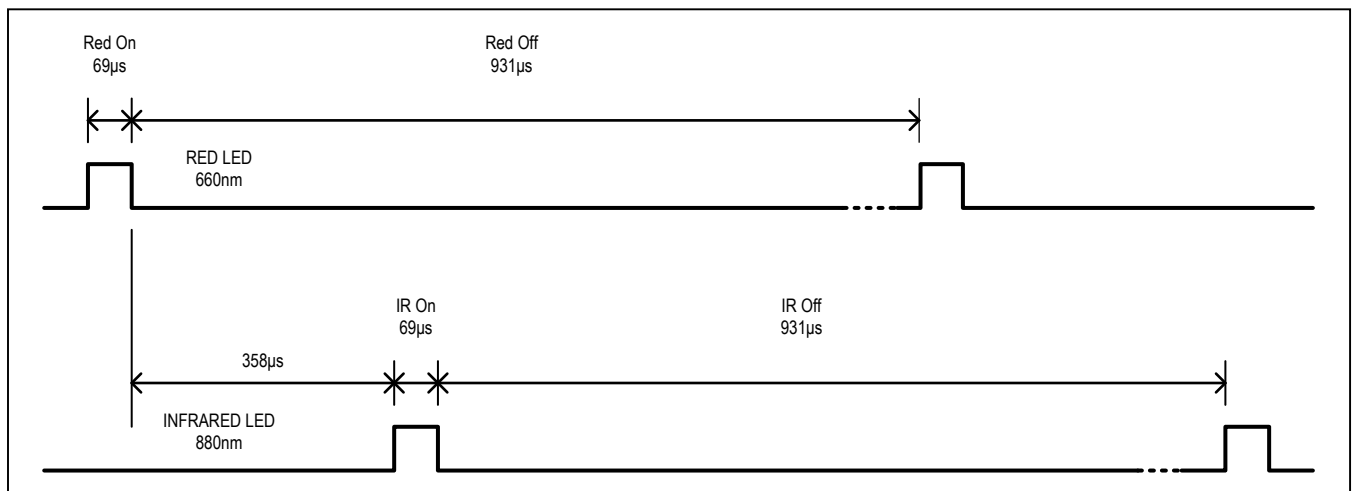 Red On
69µs
Red Off
931µs
RED LED
660nm
IR On
69µs
IR Off
931µs
358µs
INFRARED LED
880nm